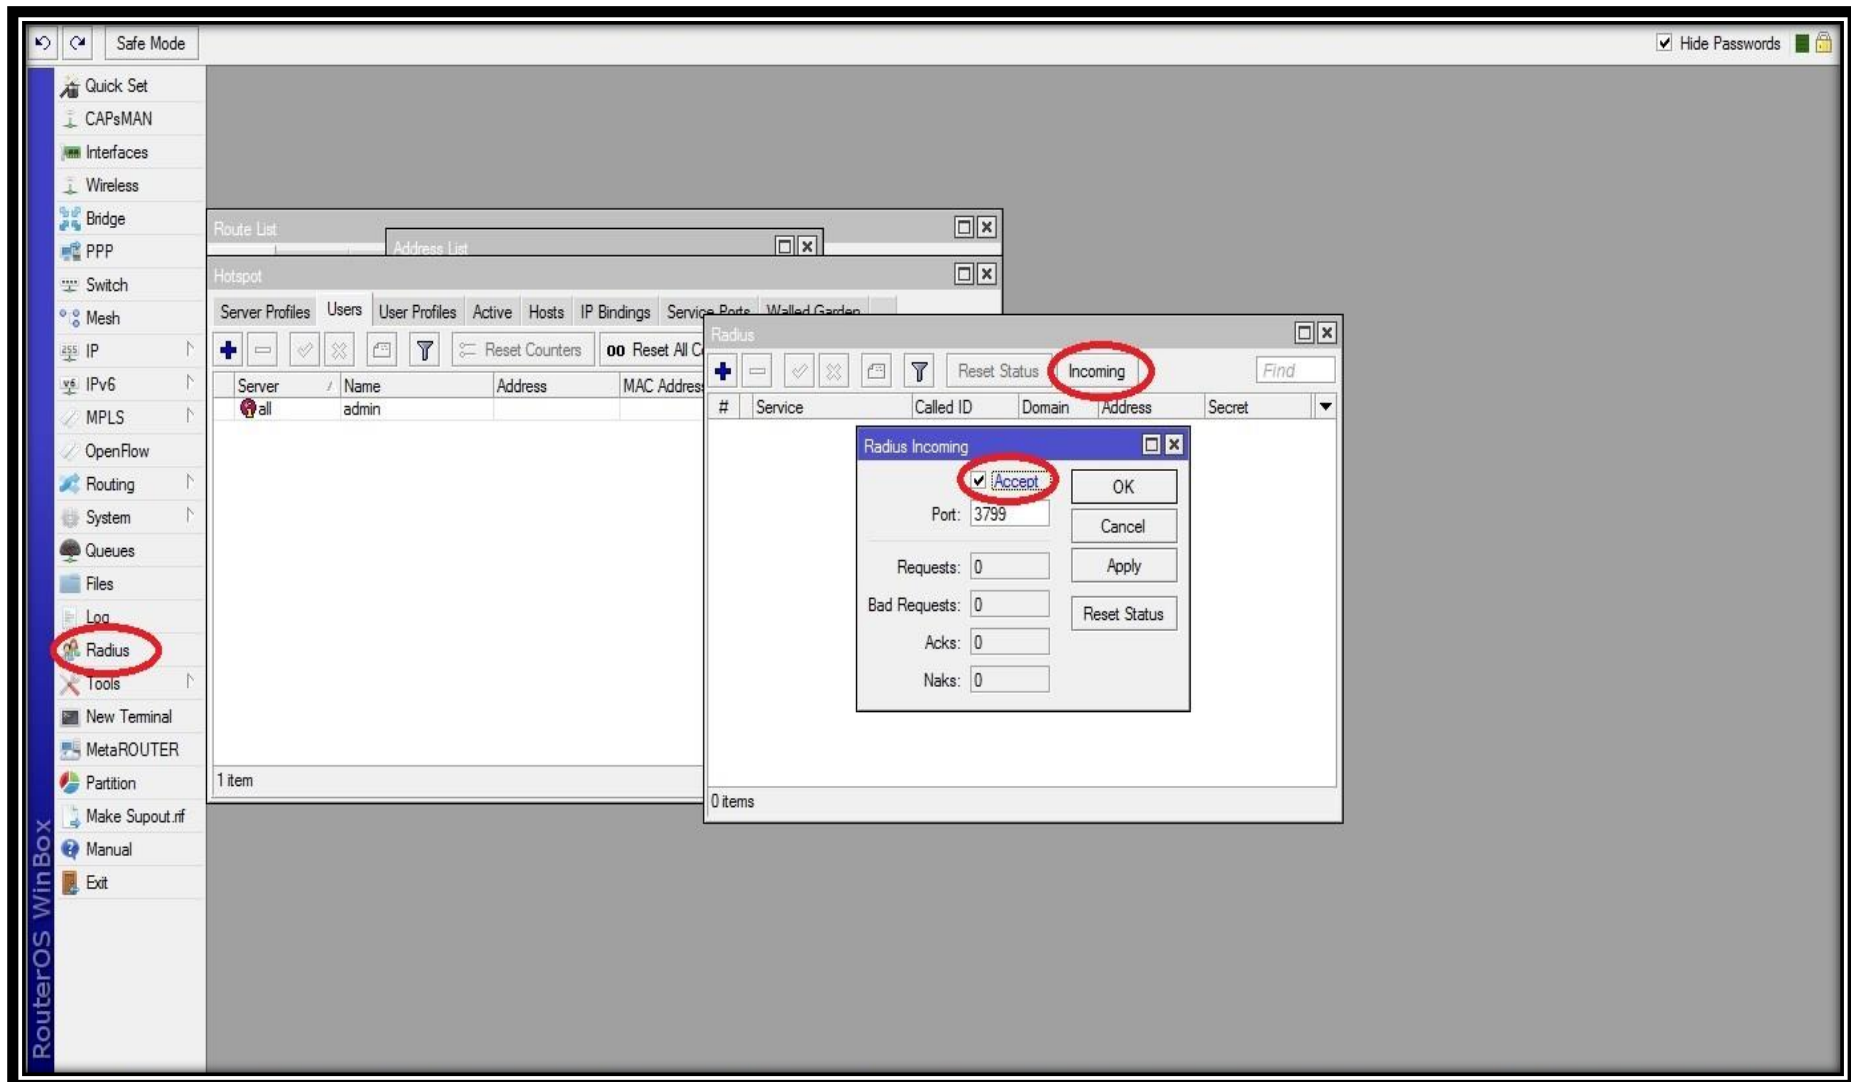 Safe Mode
Hide Passwords
Quick Set
CAPsMAN
Interfaces
Wireless
Bridge
PPP
Switch
Mesh
IP
IPv6
MPLS
OpenFlow
Routing
System
Queues
Files
Log
Radius
Tools
New Terminal
MetaROUTER
Partition
Make Supout.rif
Manual
Exit
RouterOS WinBox
Route List
Address List
Hotspot
Server Profiles Users User Profiles Active Hosts IP Bindings Service Ports Walled Garden
Reset Counters 00 Reset All C
Server / Name Address MAC Address
all admin
1 item
Radius
Reset Status Incoming Find
# Service Called ID Domain Address Secret
Radius Incoming
Accept
Port: 3799
Requests: 0
Bad Requests: 0
Acks: 0
Naks: 0
OK
Cancel
Apply
Reset Status
0 items